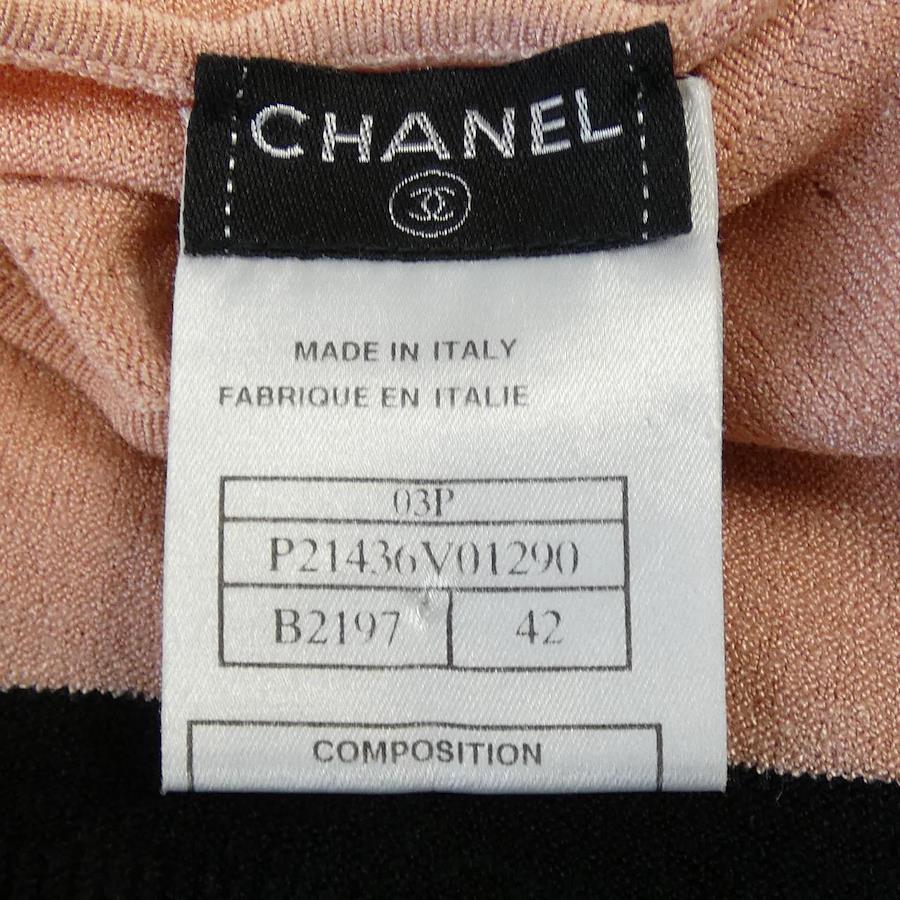 CHANEL
MADE IN ITALY
FABRIQUE EN ITALIE
03P
P21436V01290
B2197 42
COMPOSITION